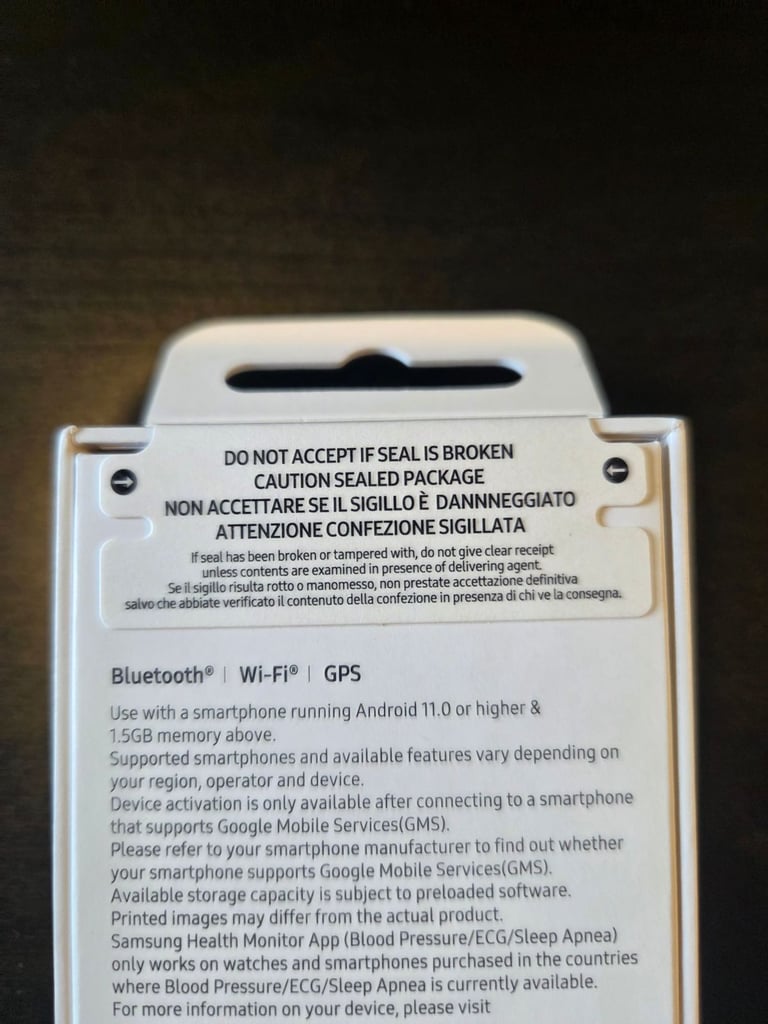 DO NOT ACCEPT IF SEAL IS BROKEN
CAUTION SEALED PACKAGE
NON ACCETTARE SE IL SIGILLO È DANNNEGGIATO
ATTENZIONE CONFEZIONE SIGILLATA
If seal has been broken or tampered with, do not give clear receipt
unless contents are examined in presence of delivering agent.
Se il sigillo risulta rotto o manomesso, non prestate accettazione definitiva
salvo che abbiate verificato il contenuto della confezione in presenza di chi ve la consegna.
Bluetooth® | Wi-Fi® | GPS
Use with a smartphone running Android 11.0 or higher &
1.5GB memory above.
Supported smartphones and available features vary depending on
your region, operator and device.
Device activation is only available after connecting to a smartphone
that supports Google Mobile Services(GMS).
Please refer to your smartphone manufacturer to find out whether
your smartphone supports Google Mobile Services(GMS).
Available storage capacity is subject to preloaded software.
Printed images may differ from the actual product.
Samsung Health Monitor App (Blood Pressure/ECG/Sleep Apnea)
only works on watches and smartphones purchased in the countries
where Blood Pressure/ECG/Sleep Apnea is currently available.
For more information on your device, please visit